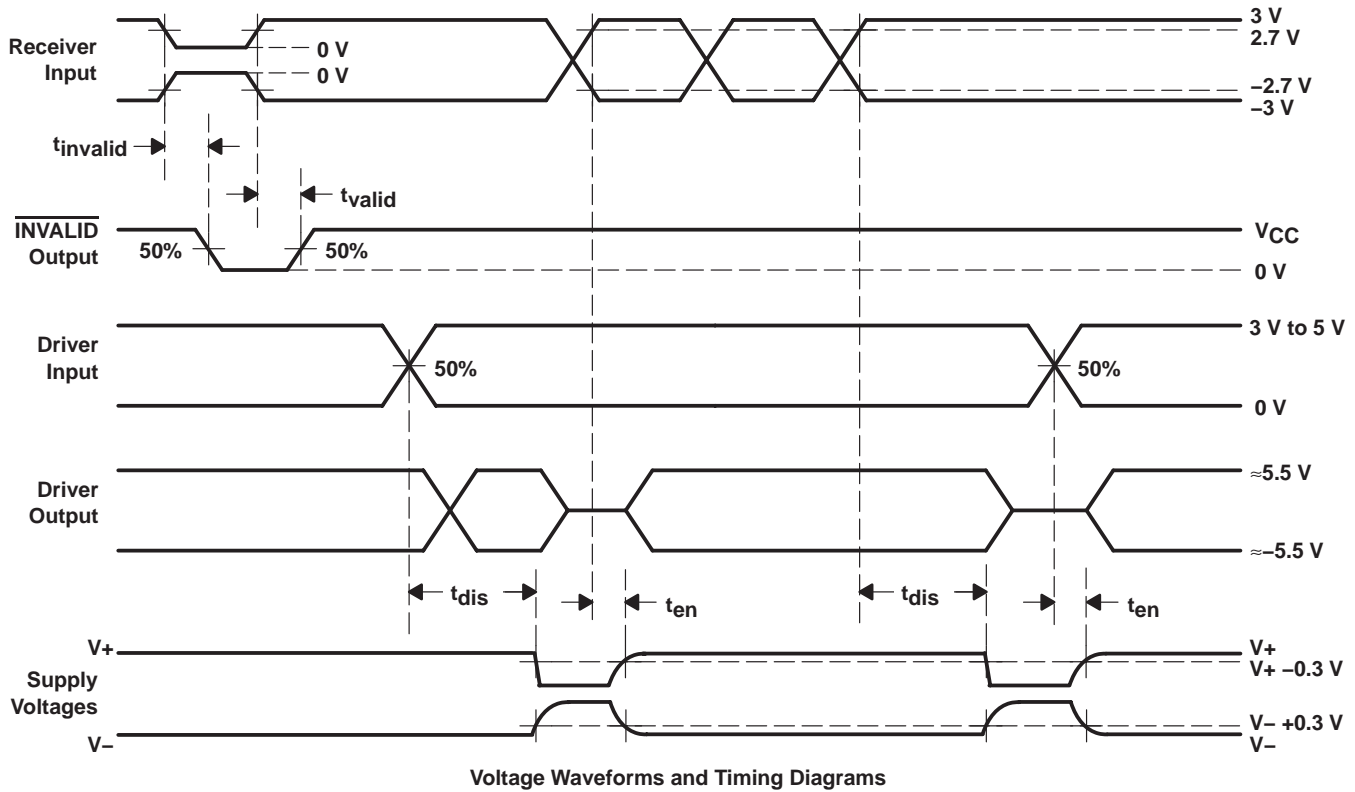 Receiver
Input
3 V
2.7 V
0 V
0 V
−2.7 V
−3 V
tinvalid
tvalid
INVALID
Output
50%
50%
VCC
0 V
Driver
Input
50%
50%
3 V to 5 V
0 V
Driver
Output
≈5.5 V
≈−5.5 V
tdis
ten
tdis
ten
Supply
Voltages
V+
V−
V+
V+ −0.3 V
V− +0.3 V
V−
Voltage Waveforms and Timing Diagrams